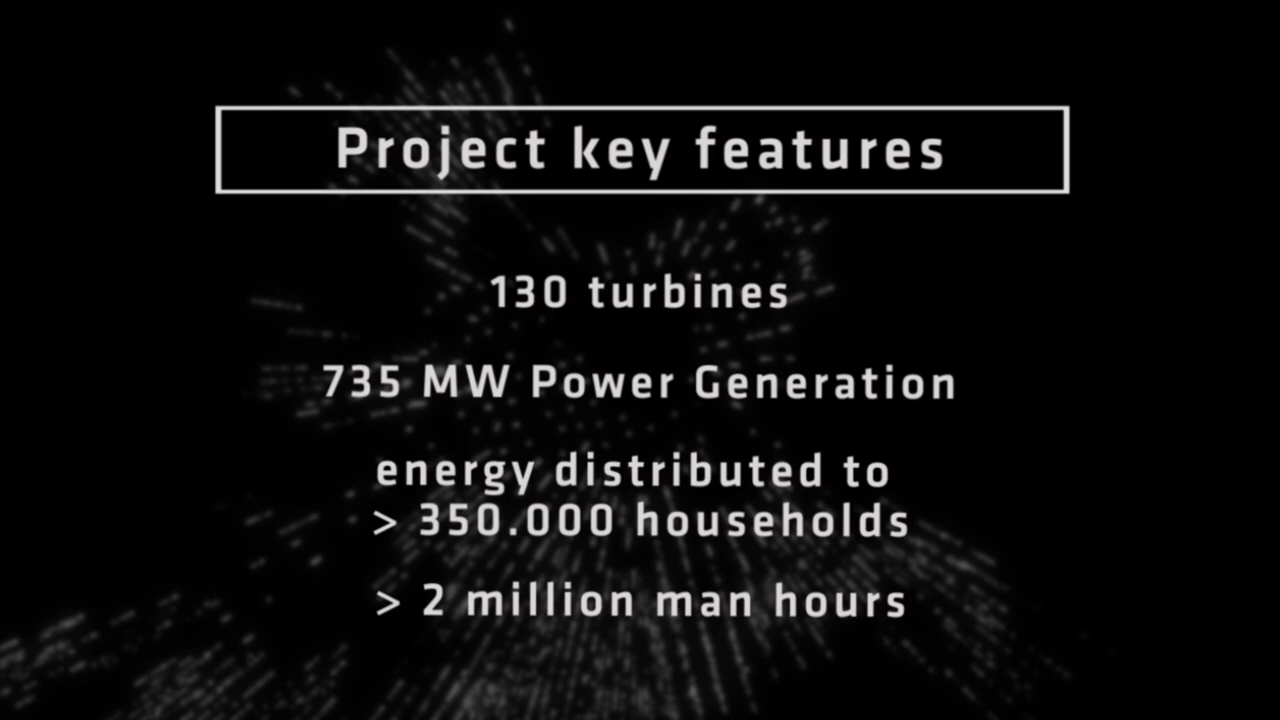 Project key features
130 turbines
735 MW Power Generation
energy distributed to
> 350.000 households
> 2 million man hours